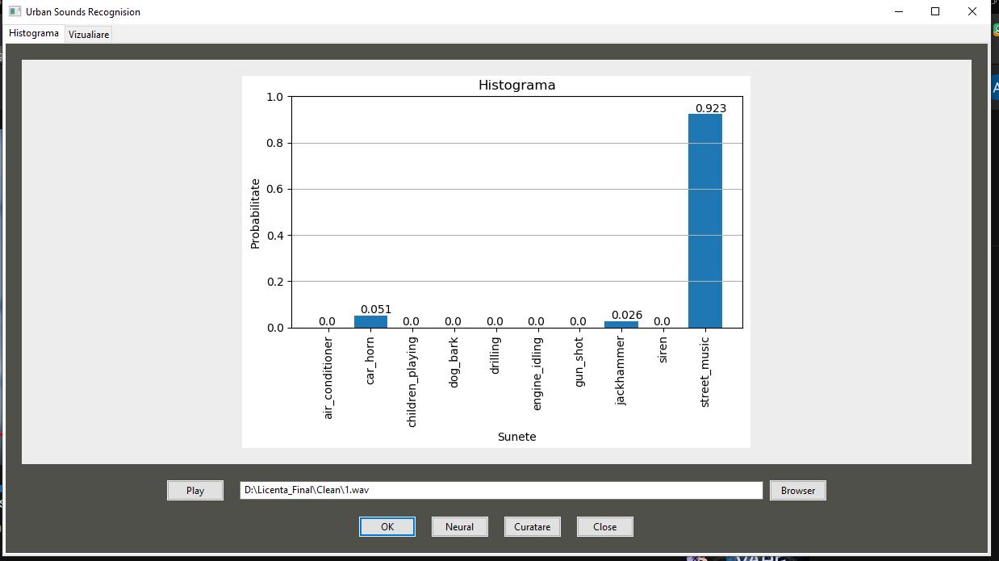 Urban Sounds Recognision
Histograma Vizualiare
Histograma
1.0
0.8
0.6
0.4
0.2
0.0
Probabilitate
0.0 0.051 0.0 0.0 0.0 0.0 0.0 0.026 0.0 0.923
air_conditioner car_horn children_playing dog_bark drilling engine_idling gun_shot jackhammer siren street_music
Sunete
Play D:\Licenta_Final\Clean\1.wav Browser
OK Neural Curatare Close